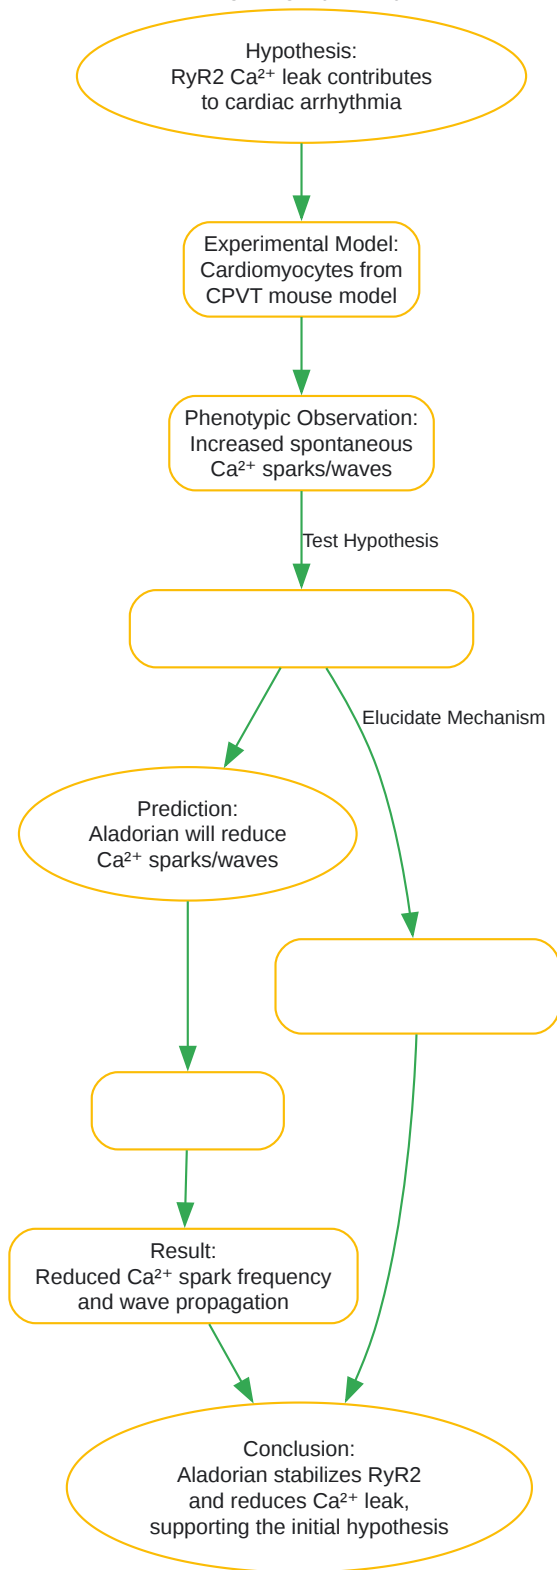 Hypothesis:
RyR2 Ca²⁺ leak contributes
to cardiac arrhythmia
Experimental Model:
Cardiomyocytes from
CPVT mouse model
Phenotypic Observation:
Increased spontaneous
Ca²⁺ sparks/waves
Test Hypothesis
Elucidate Mechanism
Prediction:
Aladorian will reduce
Ca²⁺ sparks/waves
Result:
Reduced Ca²⁺ spark frequency
and wave propagation
Conclusion:
Aladorian stabilizes RyR2
and reduces Ca²⁺ leak,
supporting the initial hypothesis